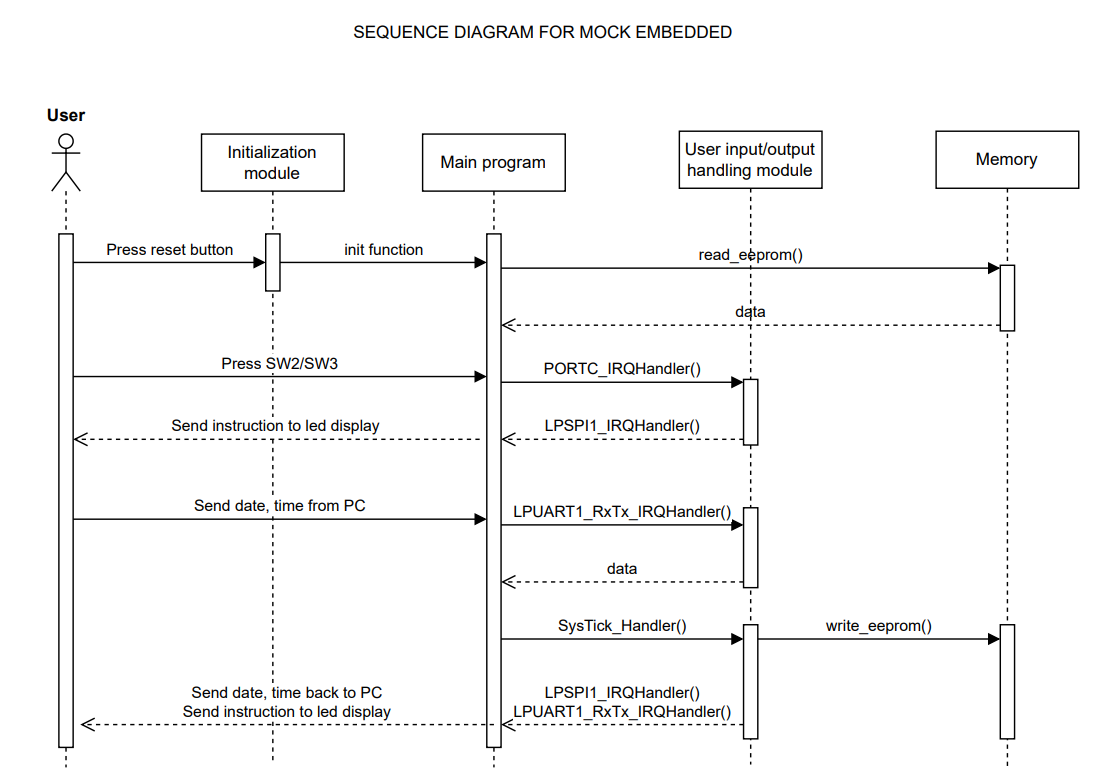 SEQUENCE DIAGRAM FOR MOCK EMBEDDED
User
Initialization
module
Main program
User input/output
handling module
Memory
Press reset button
init function
read_eeprom()
data
Press SW2/SW3
PORTC_IRQHandler()
Send instruction to led display
LPSPI1_IRQHandler()
Send date, time from PC
LPUART1_RxTx_IRQHandler()
data
SysTick_Handler()
write_eeprom()
Send date, time back to PC
Send instruction to led display
LPSPI1_IRQHandler()
LPUART1_RxTx_IRQHandler()